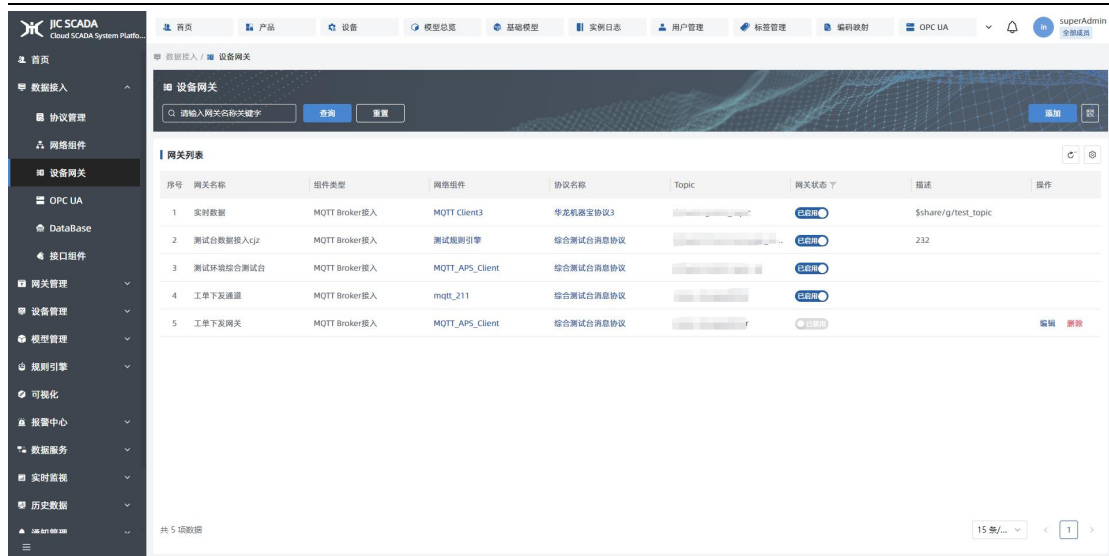 JIC SCADA
Cloud SCADA System Platfo...
首页
产品
设备
模型总览
基础模型
实例日志
用户管理
标签管理
编码映射
OPC UA
in
superAdmin
全部成员
首页
数据接入
协议管理
网络组件
设备网关
OPC UA
DataBase
接口组件
网关管理
设备管理
模型管理
规则引擎
可视化
报警中心
数据服务
实时监视
历史数据
通知管理
数据接入 / 设备网关
设备网关
请输入网关名称关键字 查询 重置 添加
网关列表
序号 网关名称 组件类型 网络组件 协议名称 Topic 网关状态 描述 操作
1 实时数据 MQTT Broker接入 MQTT Client3 华龙机器宝协议3 已启用 $share/g/test_topic
2 测试台数据接入cjz MQTT Broker接入 测试规则引擎 综合测试台消息协议 已启用 232
3 测试环境综合测试台 MQTT Broker接入 MQTT_APS_Client 综合测试台消息协议 已启用
4 工单下发通道 MQTT Broker接入 mqtt_211 综合测试台消息协议 已启用
5 工单下发网关 MQTT Broker接入 MQTT_APS_Client 综合测试台消息协议 已禁用 编辑 删除
共 5 项数据
15 条/... 1